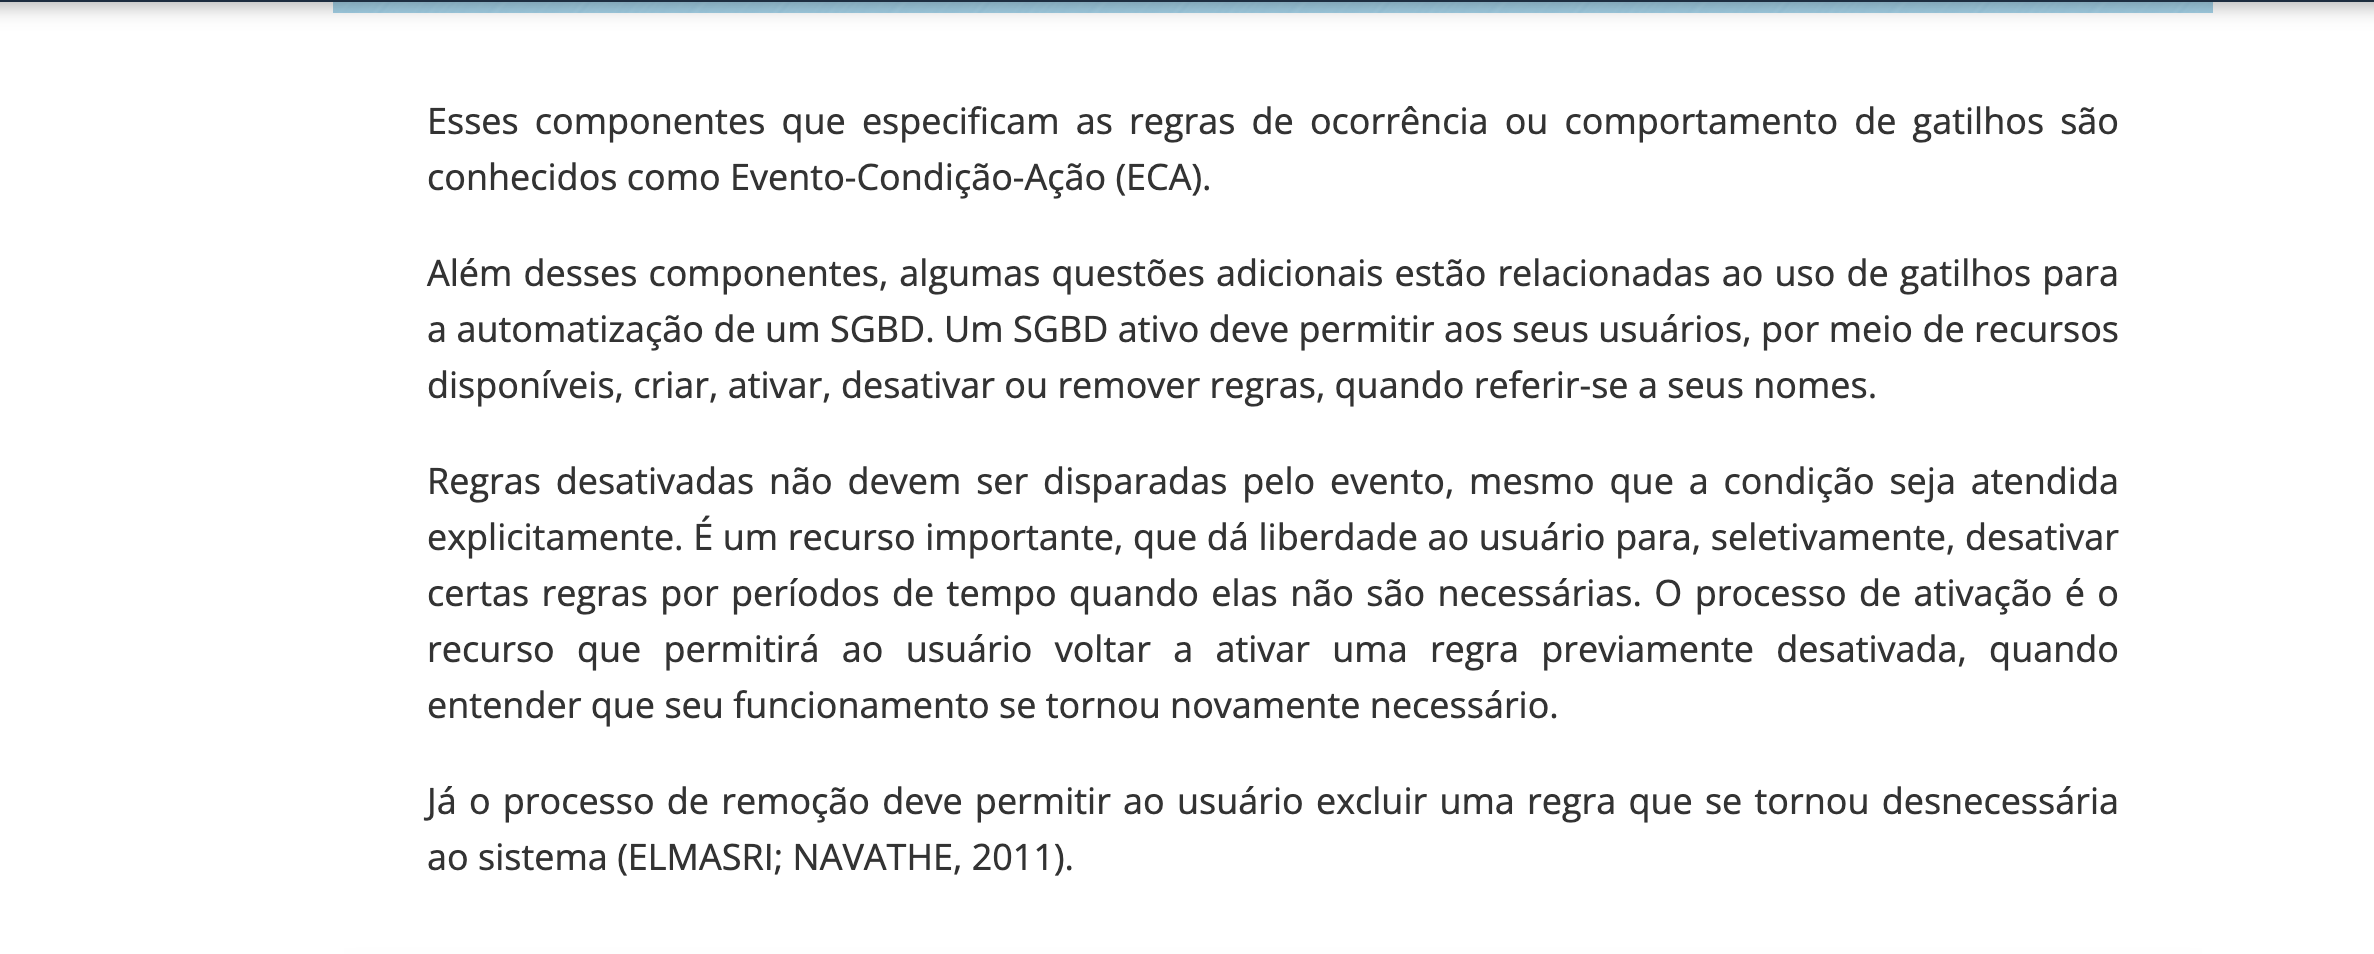 Esses componentes que especificam as regras de ocorrência ou comportamento de gatilhos são
conhecidos como Evento-Condição-Ação (ECA).
Além desses componentes, algumas questões adicionais estão relacionadas ao uso de gatilhos para
a automatização de um SGBD. Um SGBD ativo deve permitir aos seus usuários, por meio de recursos
disponíveis, criar, ativar, desativar ou remover regras, quando referir-se a seus nomes.
Regras desativadas não devem ser disparadas pelo evento, mesmo que a condição seja atendida
explicitamente. É um recurso importante, que dá liberdade ao usuário para, seletivamente, desativar
certas regras por períodos de tempo quando elas não são necessárias. O processo de ativação é o
recurso que permitirá ao usuário voltar a ativar uma regra previamente desativada, quando
entender que seu funcionamento se tornou novamente necessário.
Já o processo de remoção deve permitir ao usuário excluir uma regra que se tornou desnecessária
ao sistema (ELMASRI; NAVATHE, 2011).